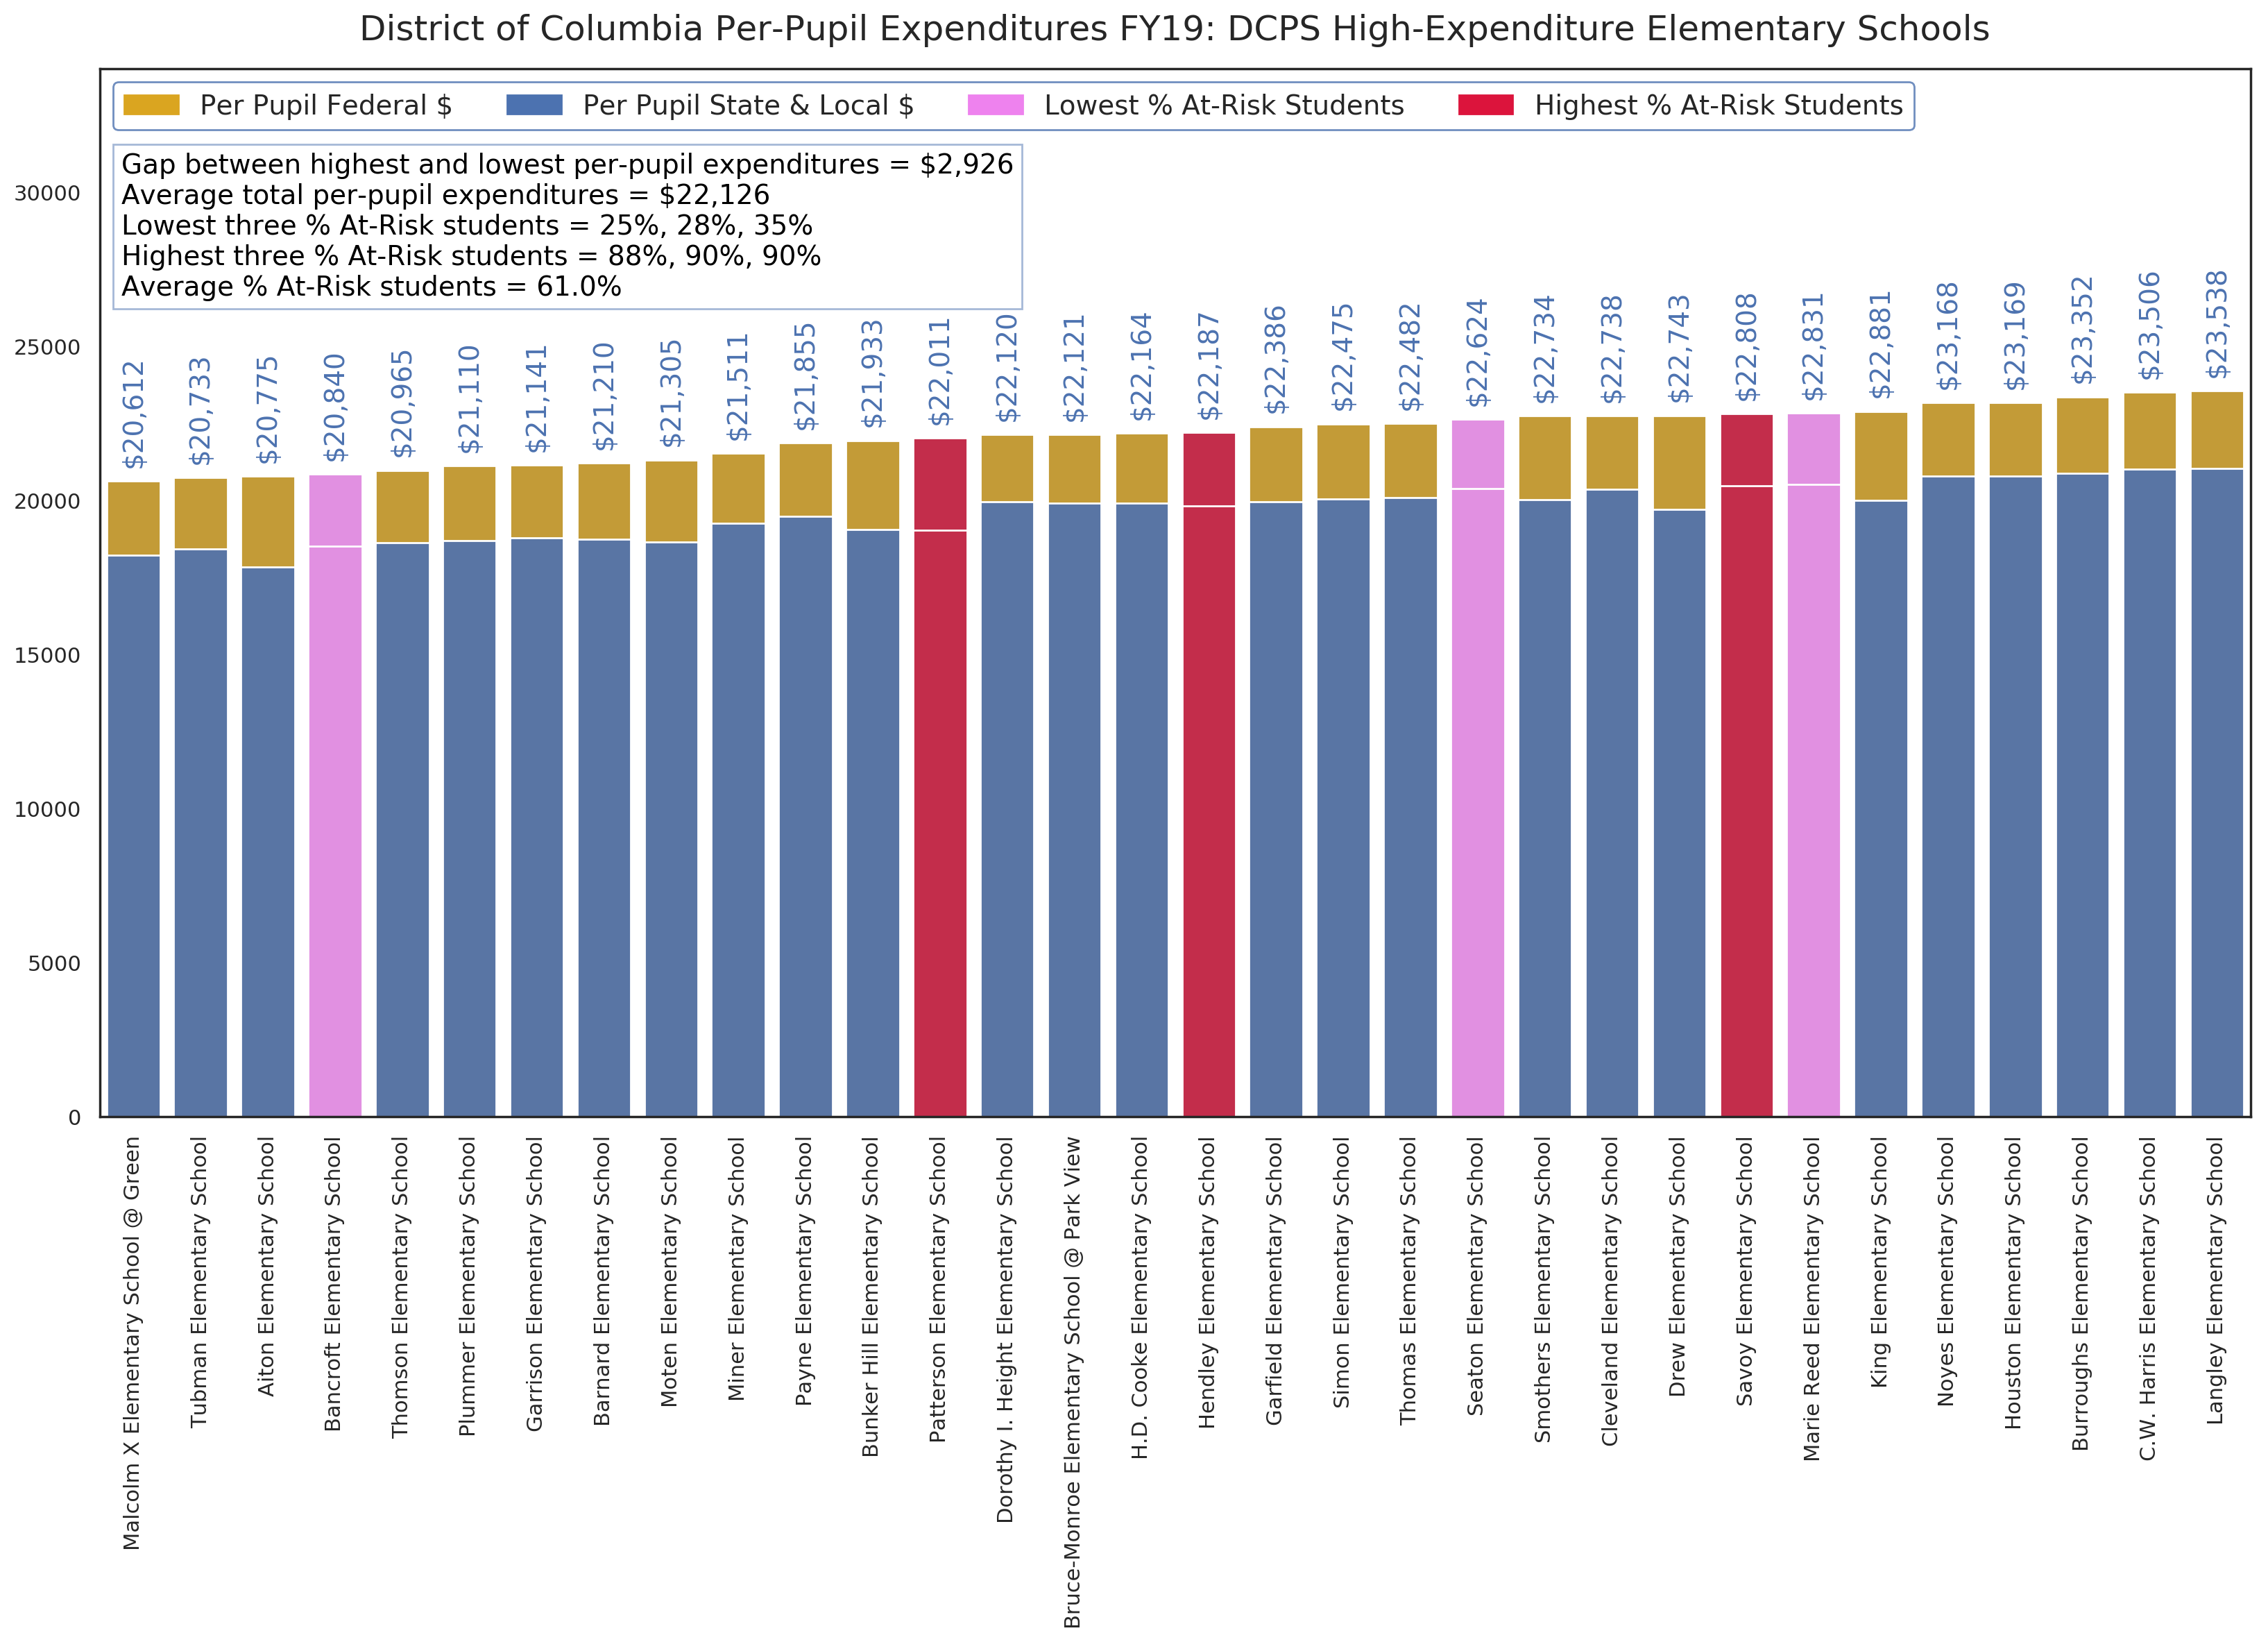 District of Columbia Per-Pupil Expenditures FY19: DCPS High-Expenditure Elementary Schools
Per Pupil Federal $
Per Pupil State & Local $
Lowest % At-Risk Students
Highest % At-Risk Students
Gap between highest and lowest per-pupil expenditures = $2,926
Average total per-pupil expenditures = $22,126
Lowest three % At-Risk students = 25%, 28%, 35%
Highest three % At-Risk students = 88%, 90%, 90%
Average % At-Risk students = 61.0%
30000
25000
20000
15000
10000
5000
0
$20,612
$20,733
$20,775
$20,840
$20,965
$21,110
$21,141
$21,210
$21,305
$21,511
$21,855
$21,933
$22,011
$22,120
$22,121
$22,164
$22,187
$22,386
$22,475
$22,482
$22,624
$22,734
$22,738
$22,743
$22,808
$22,831
$22,881
$23,168
$23,169
$23,352
$23,506
$23,538
Malcolm X Elementary School @ Green
Tubman Elementary School
Aiton Elementary School
Bancroft Elementary School
Thomson Elementary School
Plummer Elementary School
Garrison Elementary School
Barnard Elementary School
Moten Elementary School
Miner Elementary School
Payne Elementary School
Bunker Hill Elementary School
Patterson Elementary School
Dorothy I. Height Elementary School
Bruce-Monroe Elementary School @ Park View
H.D. Cooke Elementary School
Hendley Elementary School
Garfield Elementary School
Simon Elementary School
Thomas Elementary School
Seaton Elementary School
Smothers Elementary School
Cleveland Elementary School
Drew Elementary School
Savoy Elementary School
Marie Reed Elementary School
King Elementary School
Noyes Elementary School
Houston Elementary School
Burroughs Elementary School
C.W. Harris Elementary School
Langley Elementary School